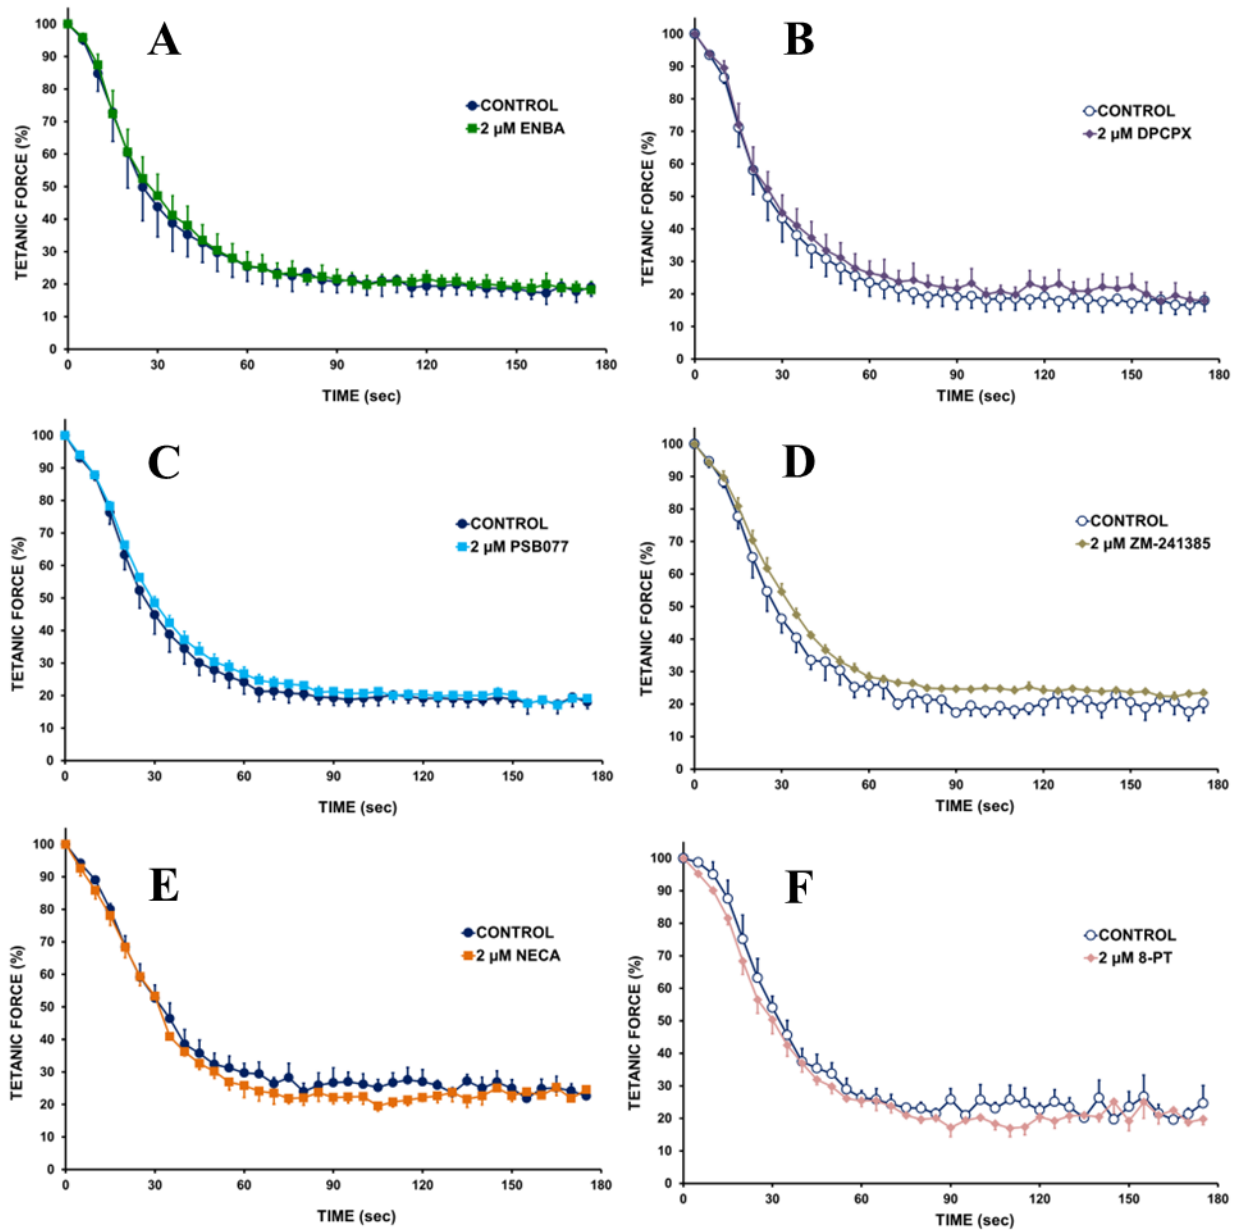 A
TETANIC FORCE (%)
100
90
80
70
60
50
40
30
20
10
0
CONTROL
2 µM ENBA
0 30 60 90 120 150 180
TIME (sec)
B
TETANIC FORCE (%)
100
90
80
70
60
50
40
30
20
10
0
CONTROL
2 µM DPCPX
0 30 60 90 120 150 180
TIME (sec)
C
TETANIC FORCE (%)
100
90
80
70
60
50
40
30
20
10
0
CONTROL
2 µM PSB077
0 30 60 90 120 150 180
TIME (sec)
D
TETANIC FORCE (%)
100
90
80
70
60
50
40
30
20
10
0
CONTROL
2 µM ZM-241385
0 30 60 90 120 150 180
TIME (sec)
E
TETANIC FORCE (%)
100
90
80
70
60
50
40
30
20
10
0
CONTROL
2 µM NECA
0 30 60 90 120 150 180
TIME (sec)
F
TETANIC FORCE (%)
100
90
80
70
60
50
40
30
20
10
0
CONTROL
2 µM 8-PT
0 30 60 90 120 150 180
TIME (sec)